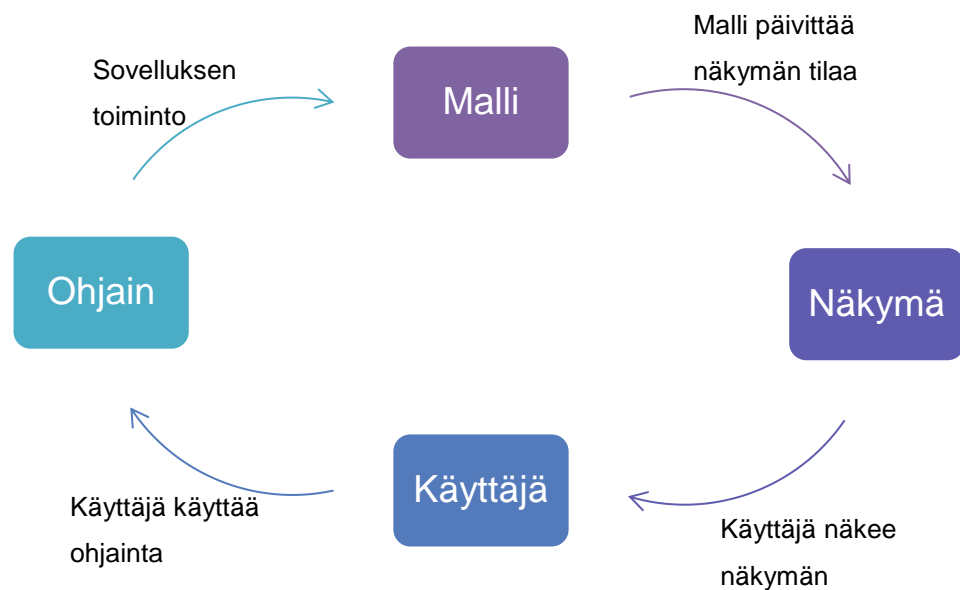 Malli päivittää
näkymän tilaa
Sovelluksen
toiminto
Malli
Ohjain
Näkymä
Käyttäjä
Käyttäjä käyttää
ohjainta
Käyttäjä näkee
näkymän